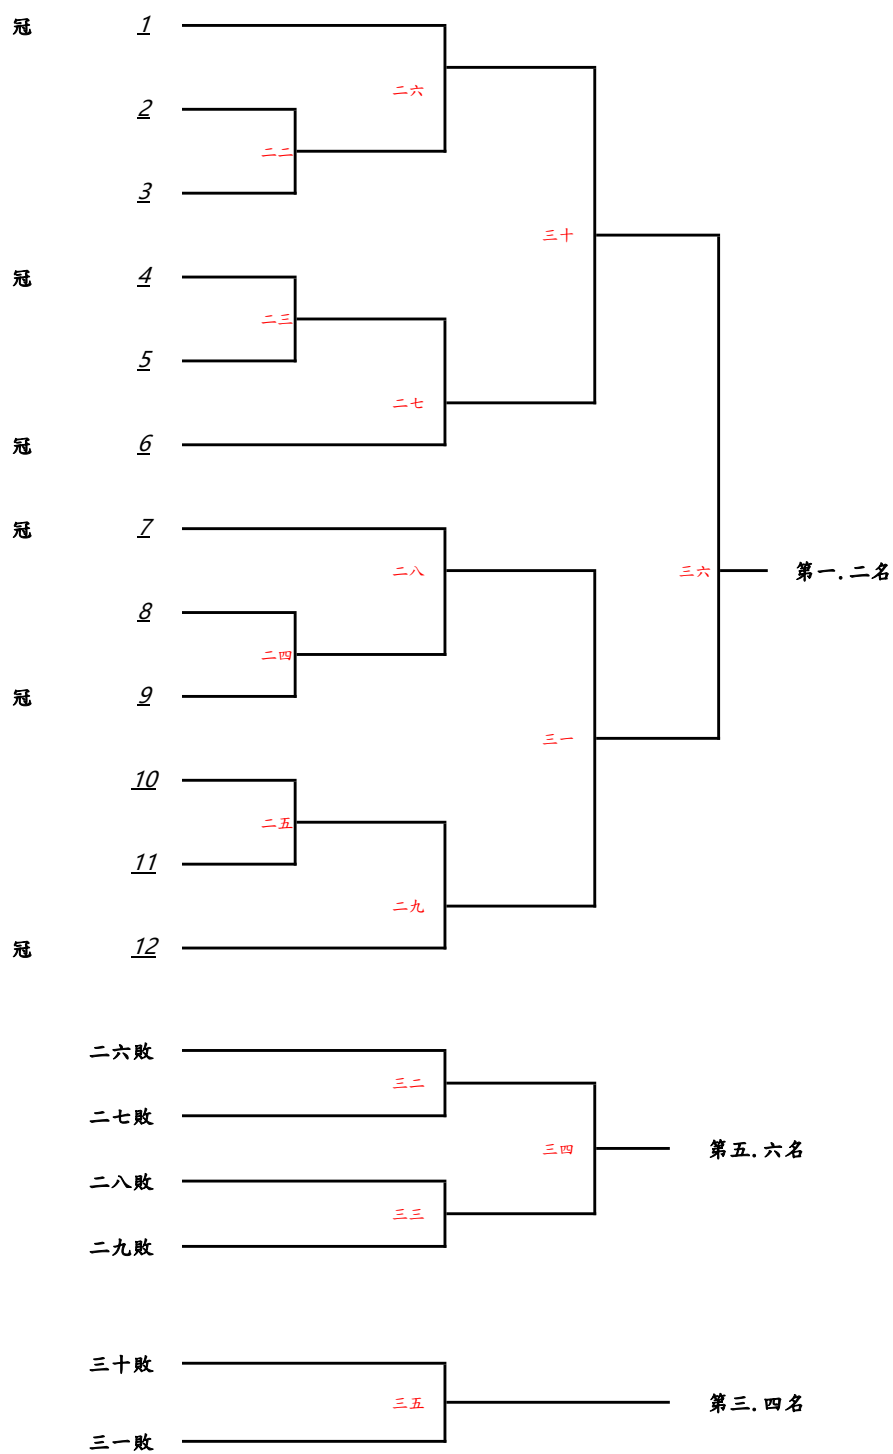 冠 1
二六
2
二二
3
三十
冠 4
二三
5
二七
冠 6
冠 7
二八
三六 第一.二名
8
二四
冠 9
三一
10
二五
11
二九
冠 12
二六敗
三二
二七敗
三四 第五.六名
二八敗
三三
二九敗
三十敗
三五 第三.四名
三一敗